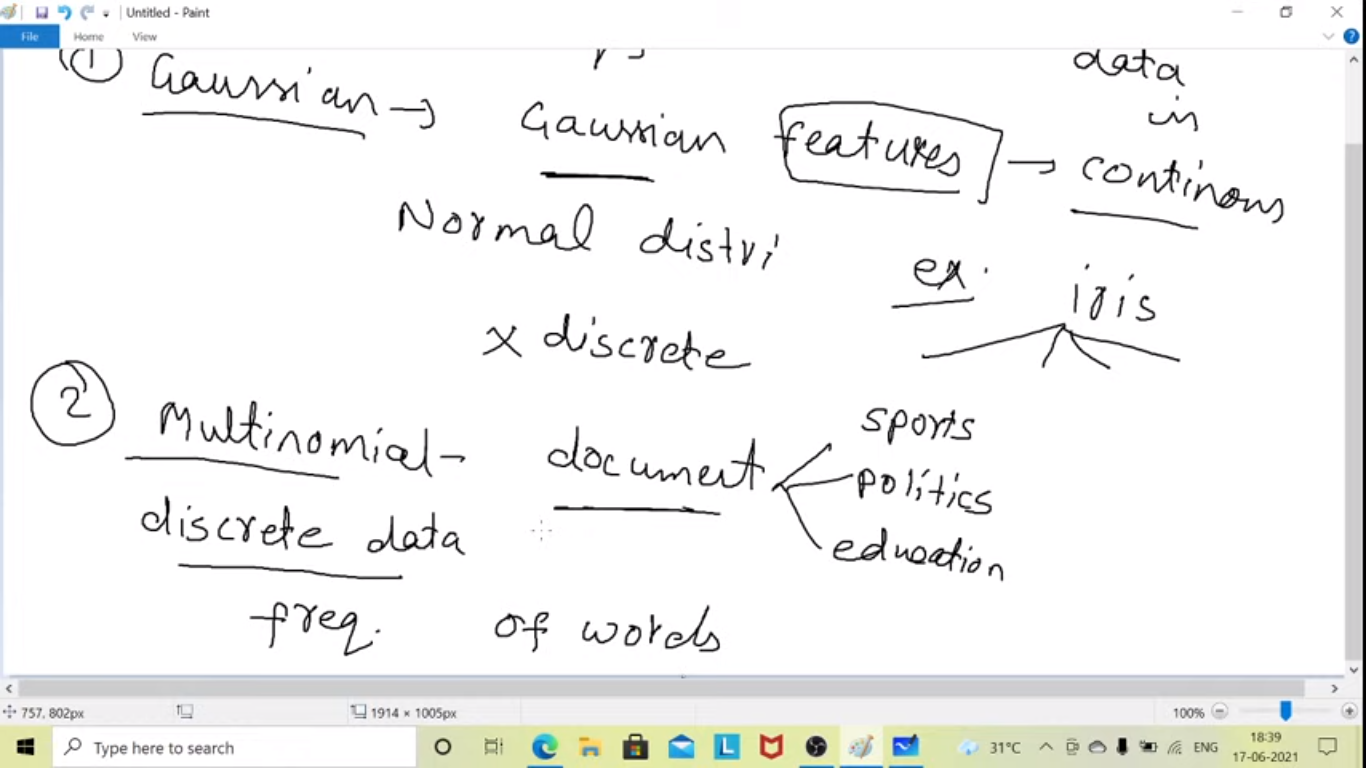 Untitled - Paint
File Home View
① Gaussian → Gaussian features → data in continous
Normal distri
ex. iris
x discrete
② Multinomial - document
sports
politics
education
discrete data
freq. of words
757, 802px
1914 × 1005px
100%
Type here to search
31°C
ENG
18:39
17-06-2021